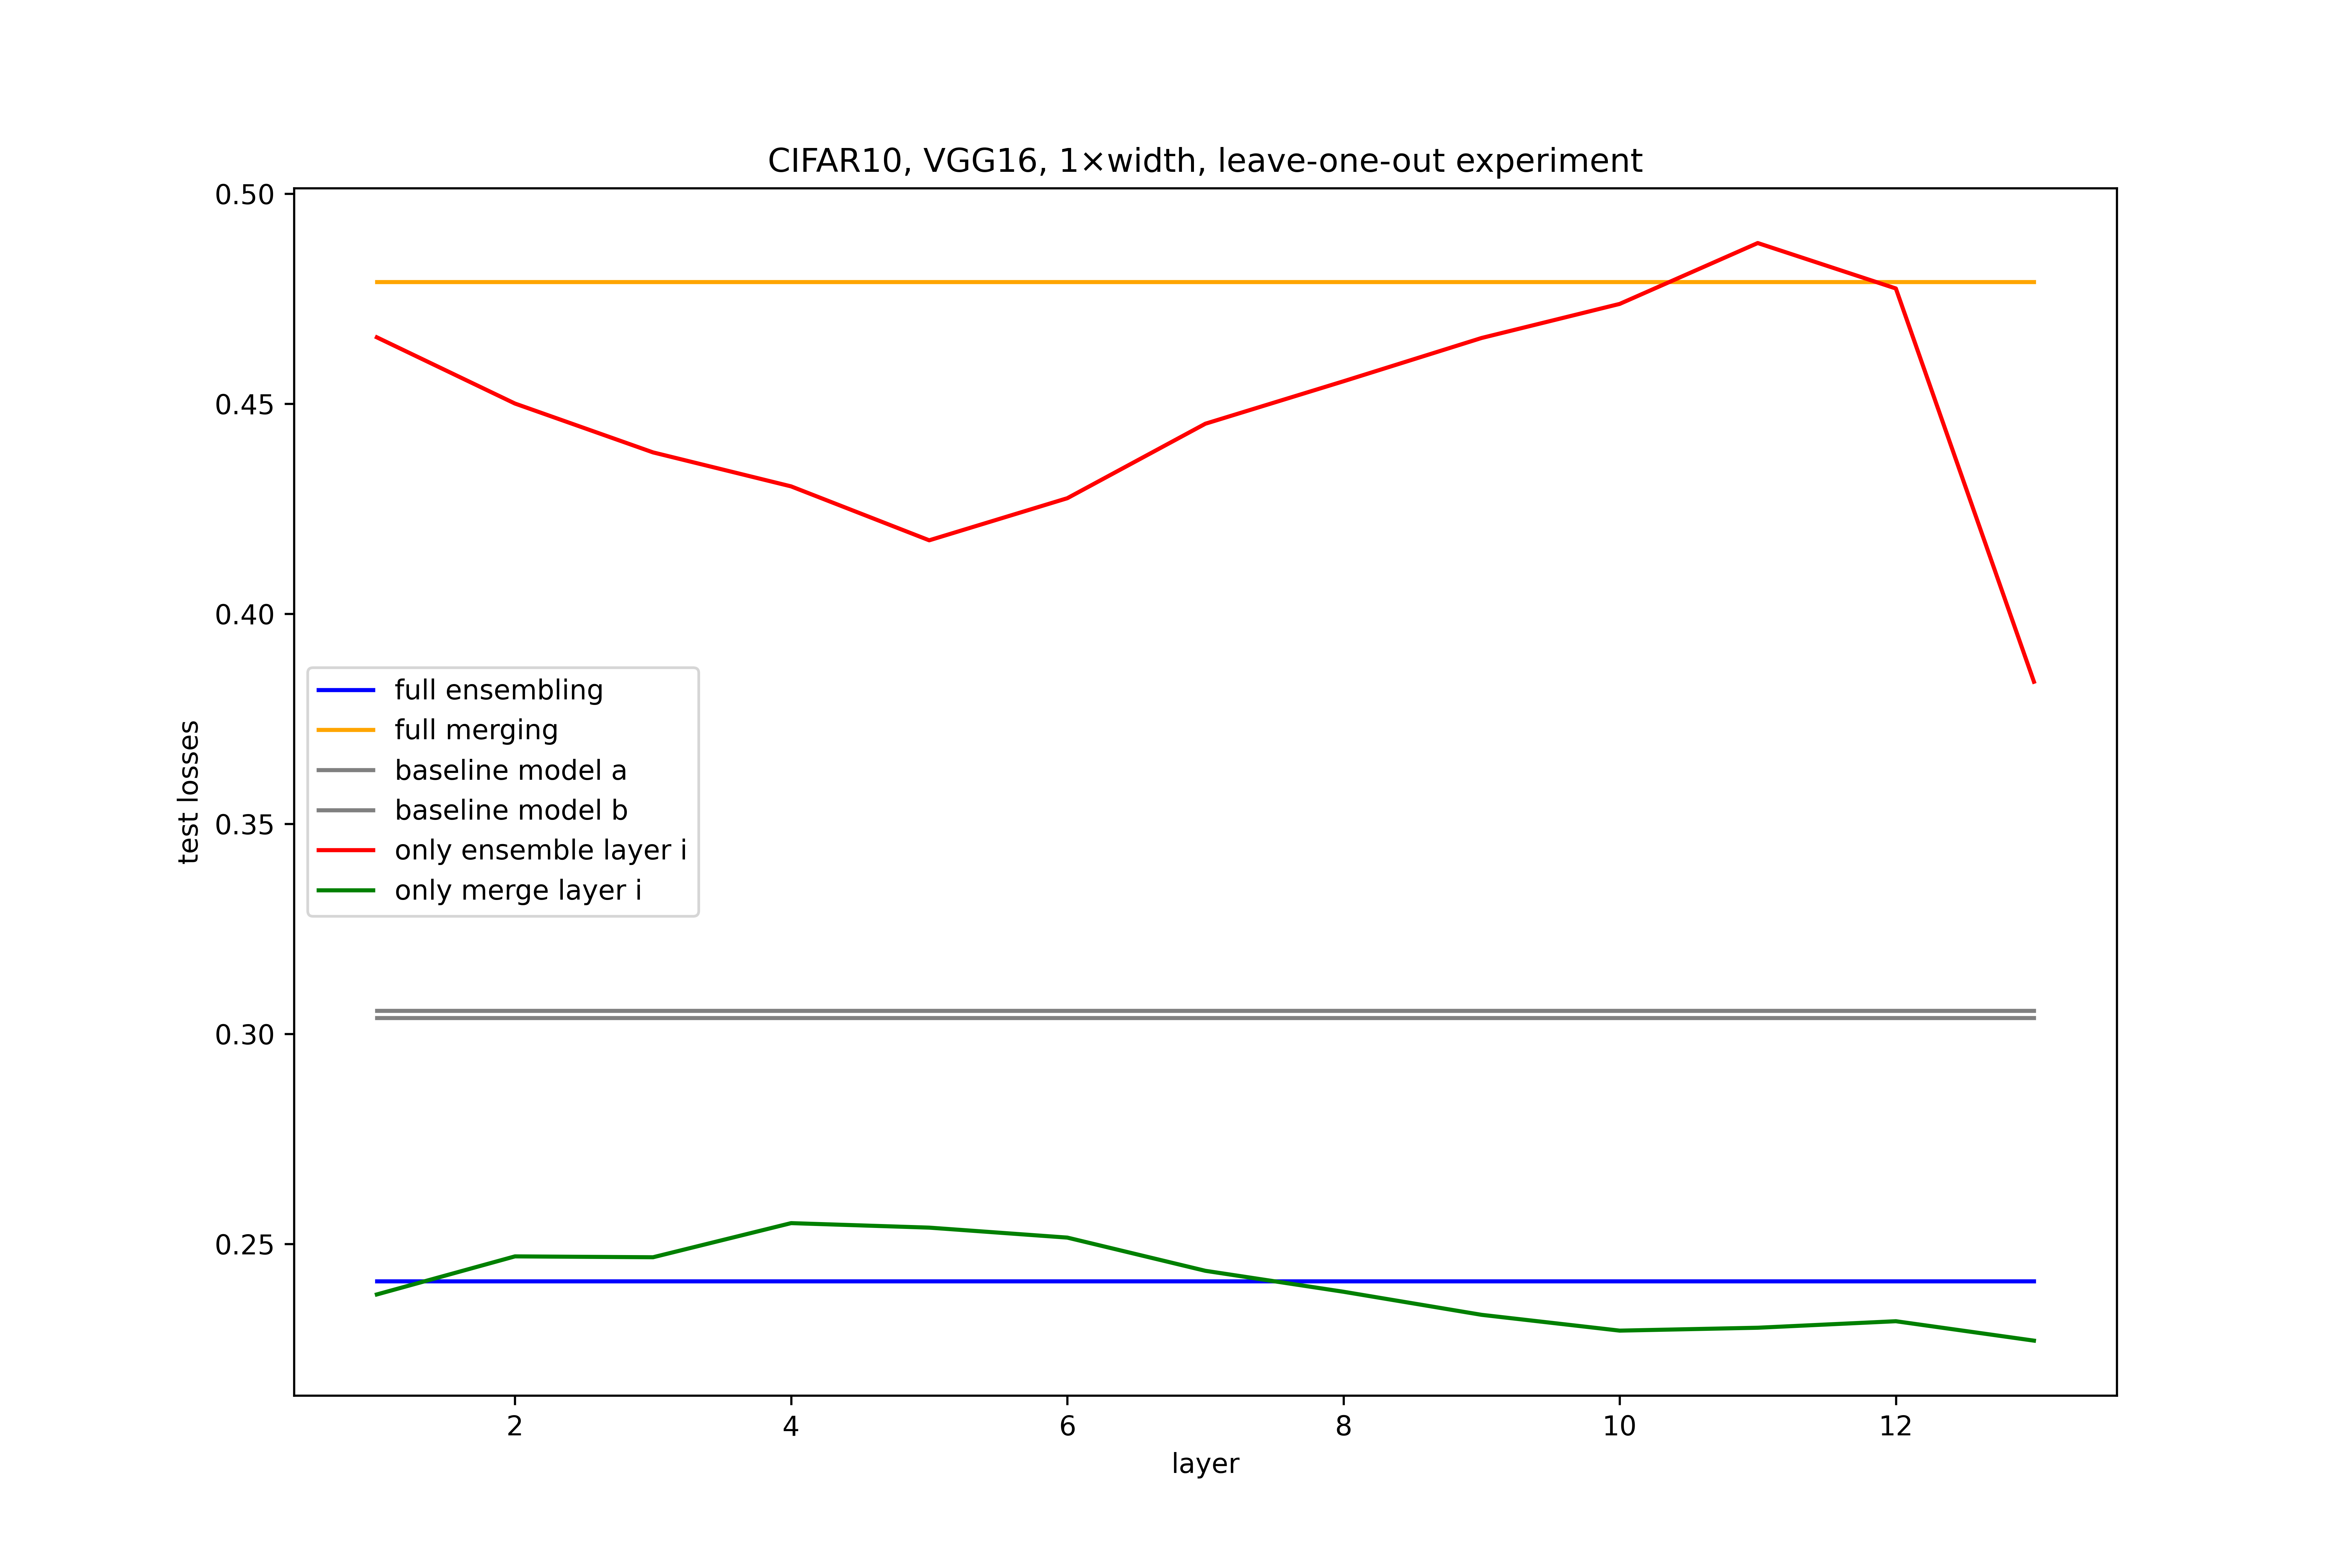 CIFAR10, VGG16, 1×width, leave-one-out experiment
0.50
0.45
0.40
0.35
0.30
0.25
test losses
full ensembling
full merging
baseline model a
baseline model b
only ensemble layer i
only merge layer i
2 4 6 8 10 12
layer